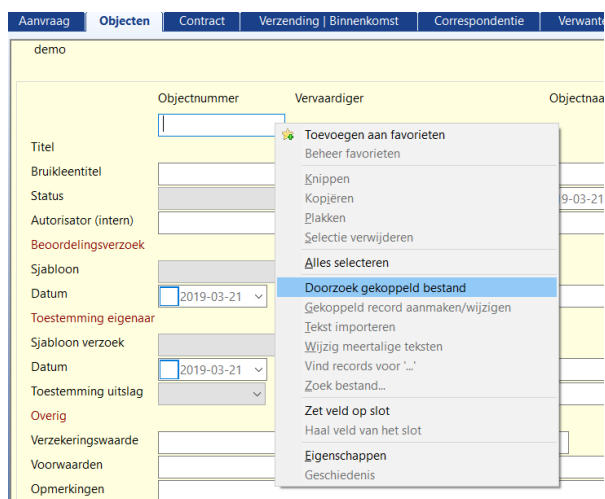 Aanvraag Objecten Contract Verzending | Binnenkomst Correspondentie
demo
Objectnummer Vervaardiger
Titel
Bruikleentitel
Status
Autorisator (intern)
Beoordelingsverzoek
Sjabloon
Datum 2019-03-21
Toestemming eigenaar
Sjabloon verzoek
Datum 2019-03-21
Toestemming uitslag
Overig
Verzekeringswaarde
Voorwaarden
Opmerkingen
Toevoegen aan favorieten
Beheer favorieten
Knippen
Kopjëren
Plakken
Selectie verwijderen
Alles selecteren
Doorzoek gekoppeld bestand
Gekoppeld record aanmaken/wijzigen
Tekst importeren
Wijzig meertalige teksten
Vind records voor '...'
Zoek bestand...
Zet veld op slot
Haal veld van het slot
Eigenschappen
Geschiedenis
9-03-21